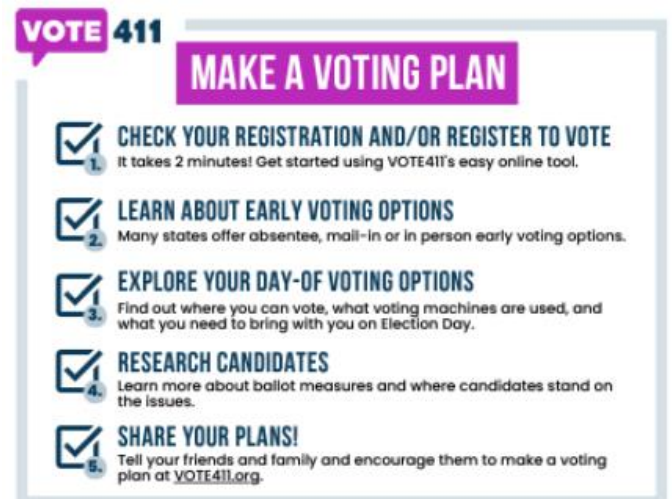 VOTE 411
MAKE A VOTING PLAN
1. CHECK YOUR REGISTRATION AND/OR REGISTER TO VOTE
It takes 2 minutes! Get started using VOTE411's easy online tool.
2. LEARN ABOUT EARLY VOTING OPTIONS
Many states offer absentee, mail-in or in person early voting options.
3. EXPLORE YOUR DAY-OF VOTING OPTIONS
Find out where you can vote, what voting machines are used, and
what you need to bring with you on Election Day.
4. RESEARCH CANDIDATES
Learn more about ballot measures and where candidates stand on
the issues.
5. SHARE YOUR PLANS!
Tell your friends and family and encourage them to make a voting
plan at VOTE411.org.